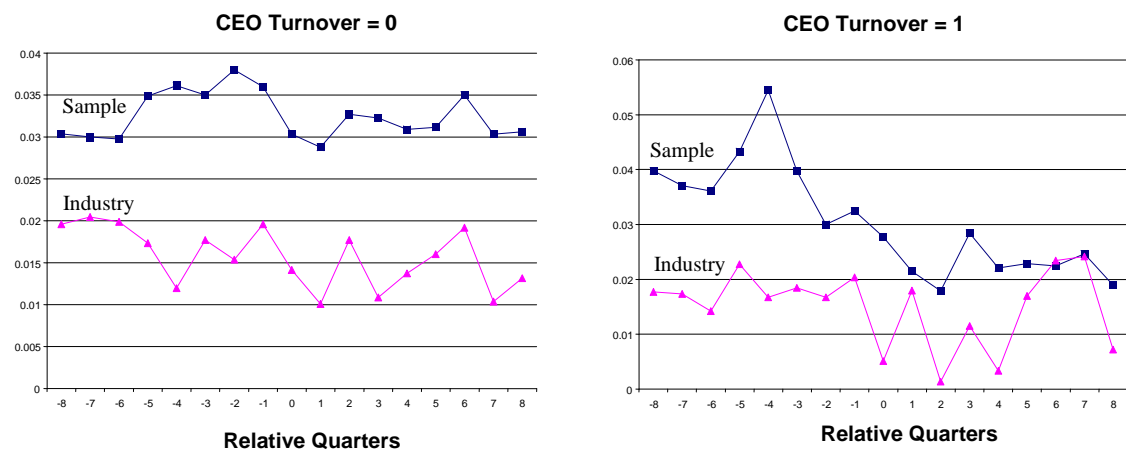 CEO Turnover = 0
0.04
0.035
0.03
0.025
0.02
0.015
0.01
0.005
0
Sample
Industry
-8 -7 -6 -5 -4 -3 -2 -1 0 1 2 3 4 5 6 7 8
Relative Quarters
CEO Turnover = 1
0.06
0.05
0.04
0.03
0.02
0.01
0
Sample
Industry
-8 -7 -6 -5 -4 -3 -2 -1 0 1 2 3 4 5 6 7 8
Relative Quarters